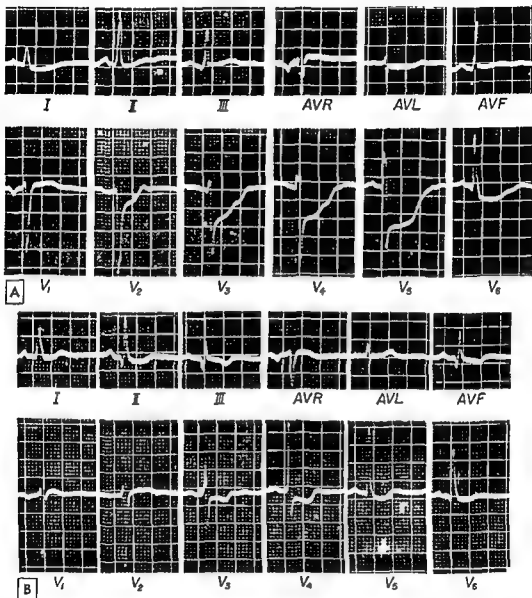 I II III AVR AVL AVF
V₁ V₂ V₃ V₄ V₅ V₆
A
I II III AVR AVL AVF
V₁ V₂ V₃ V₄ V₅ V₆
B